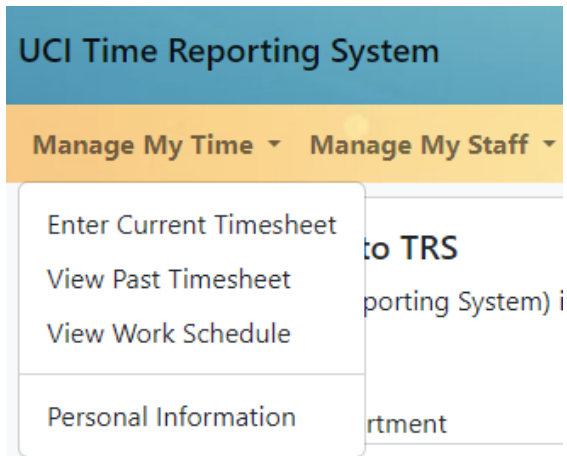 UCI Time Reporting System
Manage My Time Manage My Staff
Enter Current Timesheet
to TRS
View Past Timesheet
porting System) i
View Work Schedule
Personal Information
rtment